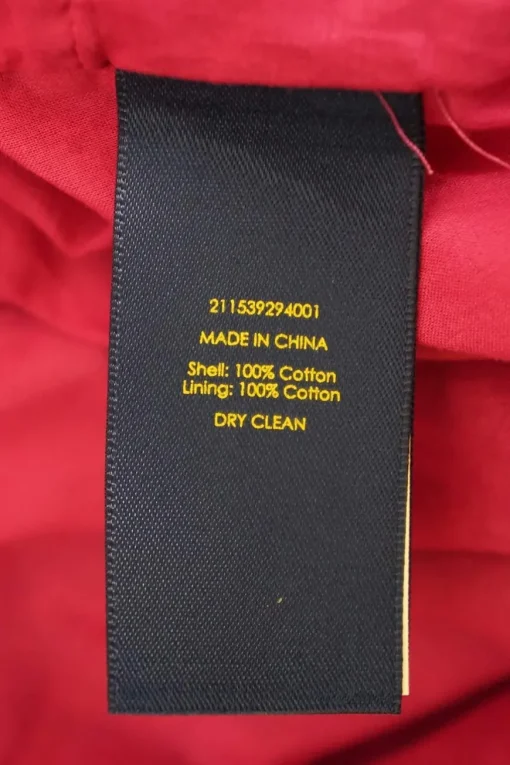 211539294001
MADE IN CHINA
Shell: 100% Cotton
Lining: 100% Cotton
DRY CLEAN